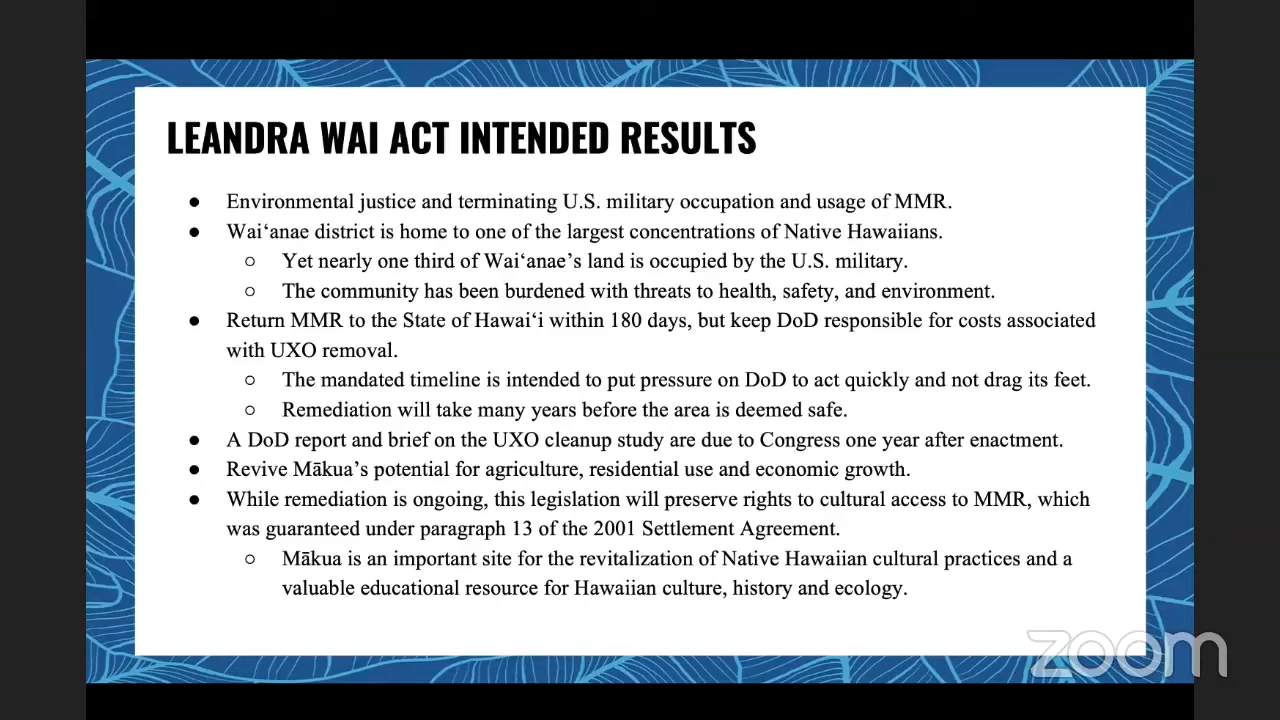 LEANDRA WAI ACT INTENDED RESULTS
● Environmental justice and terminating U.S. military occupation and usage of MMR.
● Waiʻanae district is home to one of the largest concentrations of Native Hawaiians.
○ Yet nearly one third of Waiʻanae’s land is occupied by the U.S. military.
○ The community has been burdened with threats to health, safety, and environment.
● Return MMR to the State of Hawaiʻi within 180 days, but keep DoD responsible for costs associated
with UXO removal.
○ The mandated timeline is intended to put pressure on DoD to act quickly and not drag its feet.
○ Remediation will take many years before the area is deemed safe.
● A DoD report and brief on the UXO cleanup study are due to Congress one year after enactment.
● Revive Mākua’s potential for agriculture, residential use and economic growth.
● While remediation is ongoing, this legislation will preserve rights to cultural access to MMR, which
was guaranteed under paragraph 13 of the 2001 Settlement Agreement.
○ Mākua is an important site for the revitalization of Native Hawaiian cultural practices and a
valuable educational resource for Hawaiian culture, history and ecology.
zoom